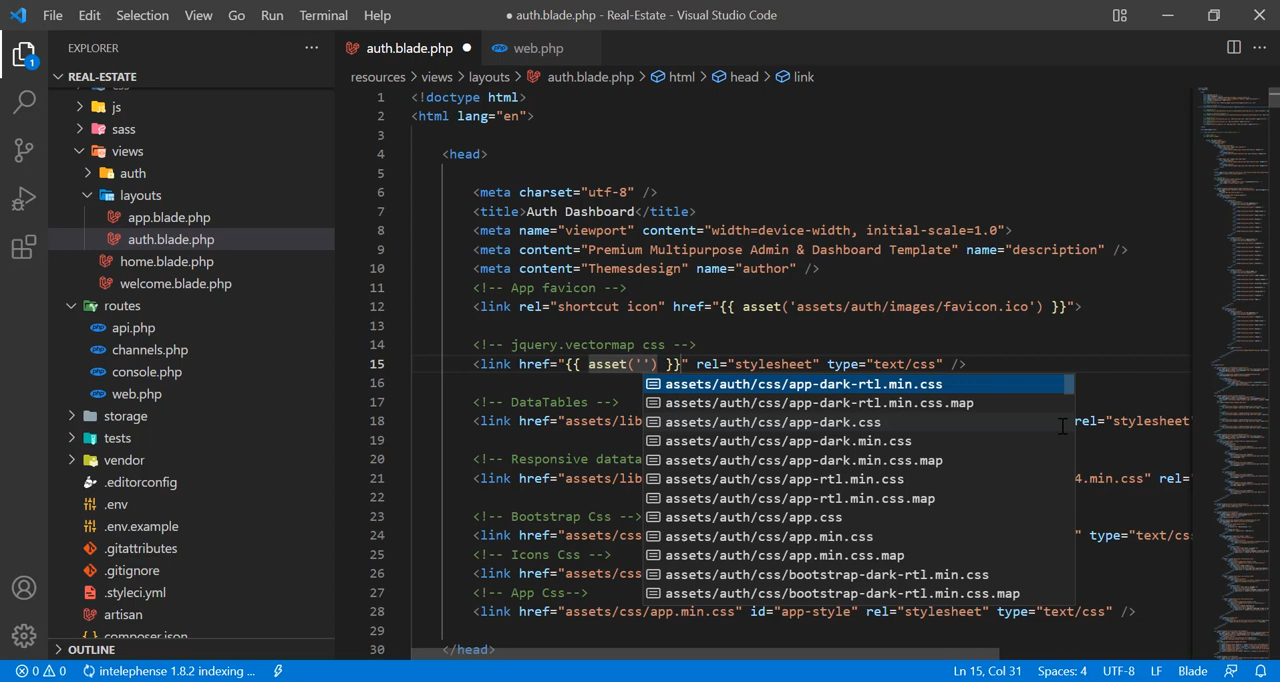 File Edit Selection View Go Run Terminal Help
● auth.blade.php - Real-Estate - Visual Studio Code
EXPLORER
1
REAL-ESTATE
js
sass
views
auth
layouts
app.blade.php
auth.blade.php
home.blade.php
welcome.blade.php
routes
api.php
channels.php
console.php
web.php
storage
tests
vendor
.editorconfig
.env
.env.example
.gitattributes
.gitignore
.styleci.yml
artisan
composer.json
OUTLINE
auth.blade.php ● web.php
resources > views > layouts > auth.blade.php > html > head > link
1 <!doctype html>
2 <html lang="en">
3
4 <head>
5
6 <meta charset="utf-8" />
7 <title>Auth Dashboard</title>
8 <meta name="viewport" content="width=device-width, initial-scale=1.0">
9 <meta content="Premium Multipurpose Admin & Dashboard Template" name="description" />
10 <meta content="Themesdesign" name="author" />
11 <!-- App favicon -->
12 <link rel="shortcut icon" href="{{ asset('assets/auth/images/favicon.ico') }}">
13
14 <!-- jquery.vectormap css -->
15 <link href="{{ asset('') }}" rel="stylesheet" type="text/css" />
16
17 <!-- DataTables -->
18 <link href="assets/lib rel="stylesheet"
19
20 <!-- Responsive datata
21 <link href="assets/lib 4.min.css" rel=
22
23 <!-- Bootstrap Css -->
24 <link href="assets/css " type="text/css
25 <!-- Icons Css -->
26 <link href="assets/css
27 <!-- App Css-->
28 <link href="assets/css/app.min.css" id="app-style" rel="stylesheet" type="text/css" />
29
30 </head>
assets/auth/css/app-dark-rtl.min.css
assets/auth/css/app-dark-rtl.min.css.map
assets/auth/css/app-dark.css
assets/auth/css/app-dark.min.css
assets/auth/css/app-dark.min.css.map
assets/auth/css/app-rtl.min.css
assets/auth/css/app-rtl.min.css.map
assets/auth/css/app.css
assets/auth/css/app.min.css
assets/auth/css/app.min.css.map
assets/auth/css/bootstrap-dark-rtl.min.css
assets/auth/css/bootstrap-dark-rtl.min.css.map
0 0 intelephense 1.8.2 indexing ... Ln 15, Col 31 Spaces: 4 UTF-8 LF Blade